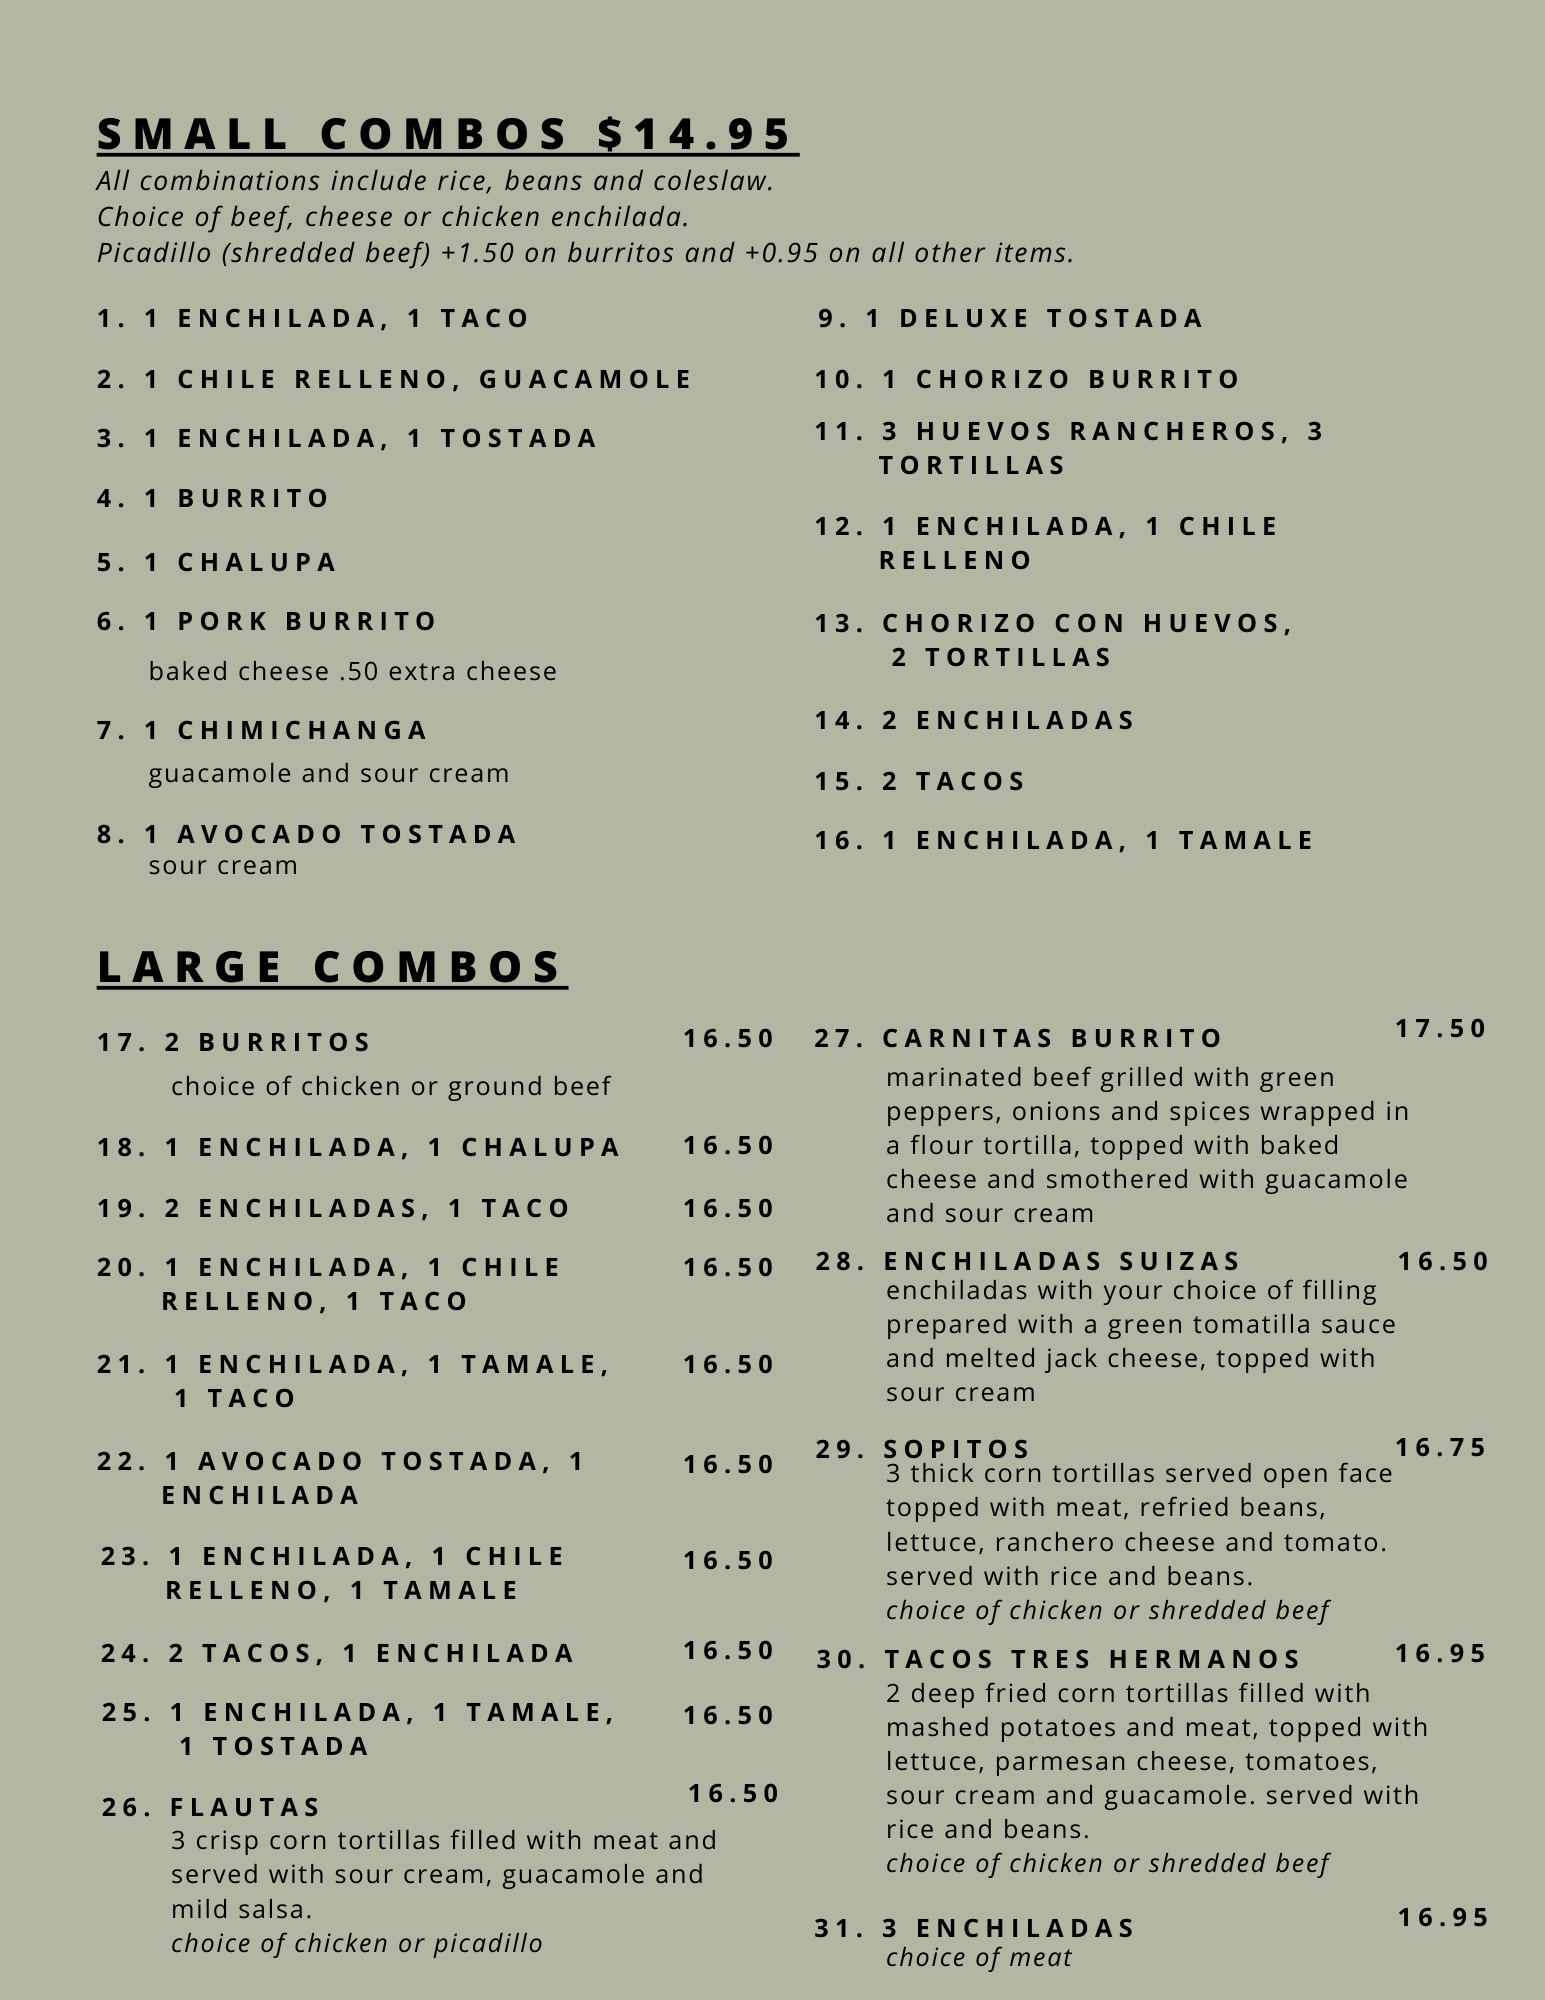 SMALL COMBOS $14.95
All combinations include rice, beans and coleslaw.
Choice of beef, cheese or chicken enchilada.
Picadillo (shredded beef) +1.50 on burritos and +0.95 on all other items.
1. 1 ENCHILADA, 1 TACO
2. 1 CHILE RELLENO, GUACAMOLE
3. 1 ENCHILADA, 1 TOSTADA
4. 1 BURRITO
5. 1 CHALUPA
6. 1 PORK BURRITO
baked cheese .50 extra cheese
7. 1 CHIMICHANGA
guacamole and sour cream
8. 1 AVOCADO TOSTADA
sour cream
9. 1 DELUXE TOSTADA
10. 1 CHORIZO BURRITO
11. 3 HUEVOS RANCHEROS, 3
TORTILLAS
12. 1 ENCHILADA, 1 CHILE
RELLENO
13. CHORIZO CON HUEVOS,
2 TORTILLAS
14. 2 ENCHILADAS
15. 2 TACOS
16. 1 ENCHILADA, 1 TAMALE
LARGE COMBOS
17. 2 BURRITOS 16.50
choice of chicken or ground beef
18. 1 ENCHILADA, 1 CHALUPA 16.50
19. 2 ENCHILADAS, 1 TACO 16.50
20. 1 ENCHILADA, 1 CHILE 16.50
RELLENO, 1 TACO
21. 1 ENCHILADA, 1 TAMALE, 16.50
1 TACO
22. 1 AVOCADO TOSTADA, 1 16.50
ENCHILADA
23. 1 ENCHILADA, 1 CHILE 16.50
RELLENO, 1 TAMALE
24. 2 TACOS, 1 ENCHILADA 16.50
25. 1 ENCHILADA, 1 TAMALE, 16.50
1 TOSTADA
26. FLAUTAS 16.50
3 crisp corn tortillas filled with meat and
served with sour cream, guacamole and
mild salsa.
choice of chicken or picadillo
27. CARNITAS BURRITO 17.50
marinated beef grilled with green
peppers, onions and spices wrapped in
a flour tortilla, topped with baked
cheese and smothered with guacamole
and sour cream
28. ENCHILADAS SUIZAS 16.50
enchiladas with your choice of filling
prepared with a green tomatilla sauce
and melted jack cheese, topped with
sour cream
29. SOPITOS 16.75
3 thick corn tortillas served open face
topped with meat, refried beans,
lettuce, ranchero cheese and tomato.
served with rice and beans.
choice of chicken or shredded beef
30. TACOS TRES HERMANOS 16.95
2 deep fried corn tortillas filled with
mashed potatoes and meat, topped with
lettuce, parmesan cheese, tomatoes,
sour cream and guacamole. served with
rice and beans.
choice of chicken or shredded beef
31. 3 ENCHILADAS 16.95
choice of meat